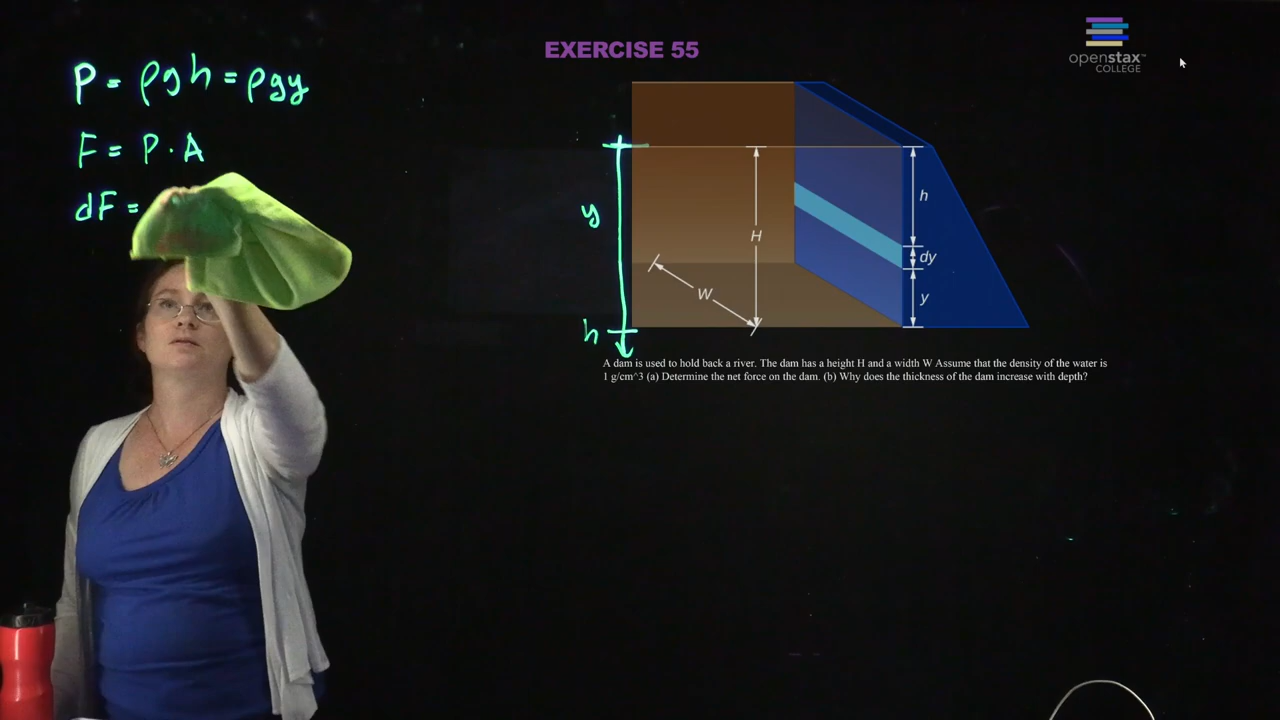 EXERCISE 55
openstax™
COLLEGE
P = ρgh = ρgy
F = P · A
dF =
y
h
H
W
h
dy
y
A dam is used to hold back a river. The dam has a height H and a width W Assume that the density of the water is
1 g/cm^3 (a) Determine the net force on the dam. (b) Why does the thickness of the dam increase with depth?